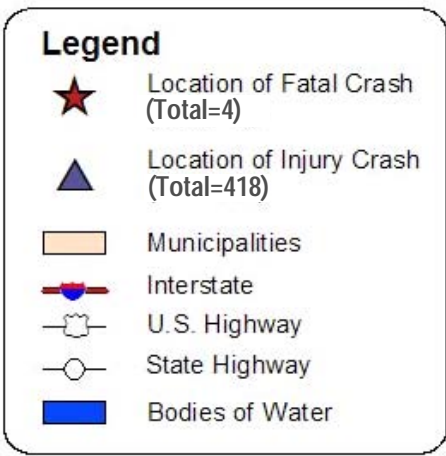 Legend
Location of Fatal Crash
(Total=4)
Location of Injury Crash
(Total=418)
Municipalities
Interstate
U.S. Highway
State Highway
Bodies of Water